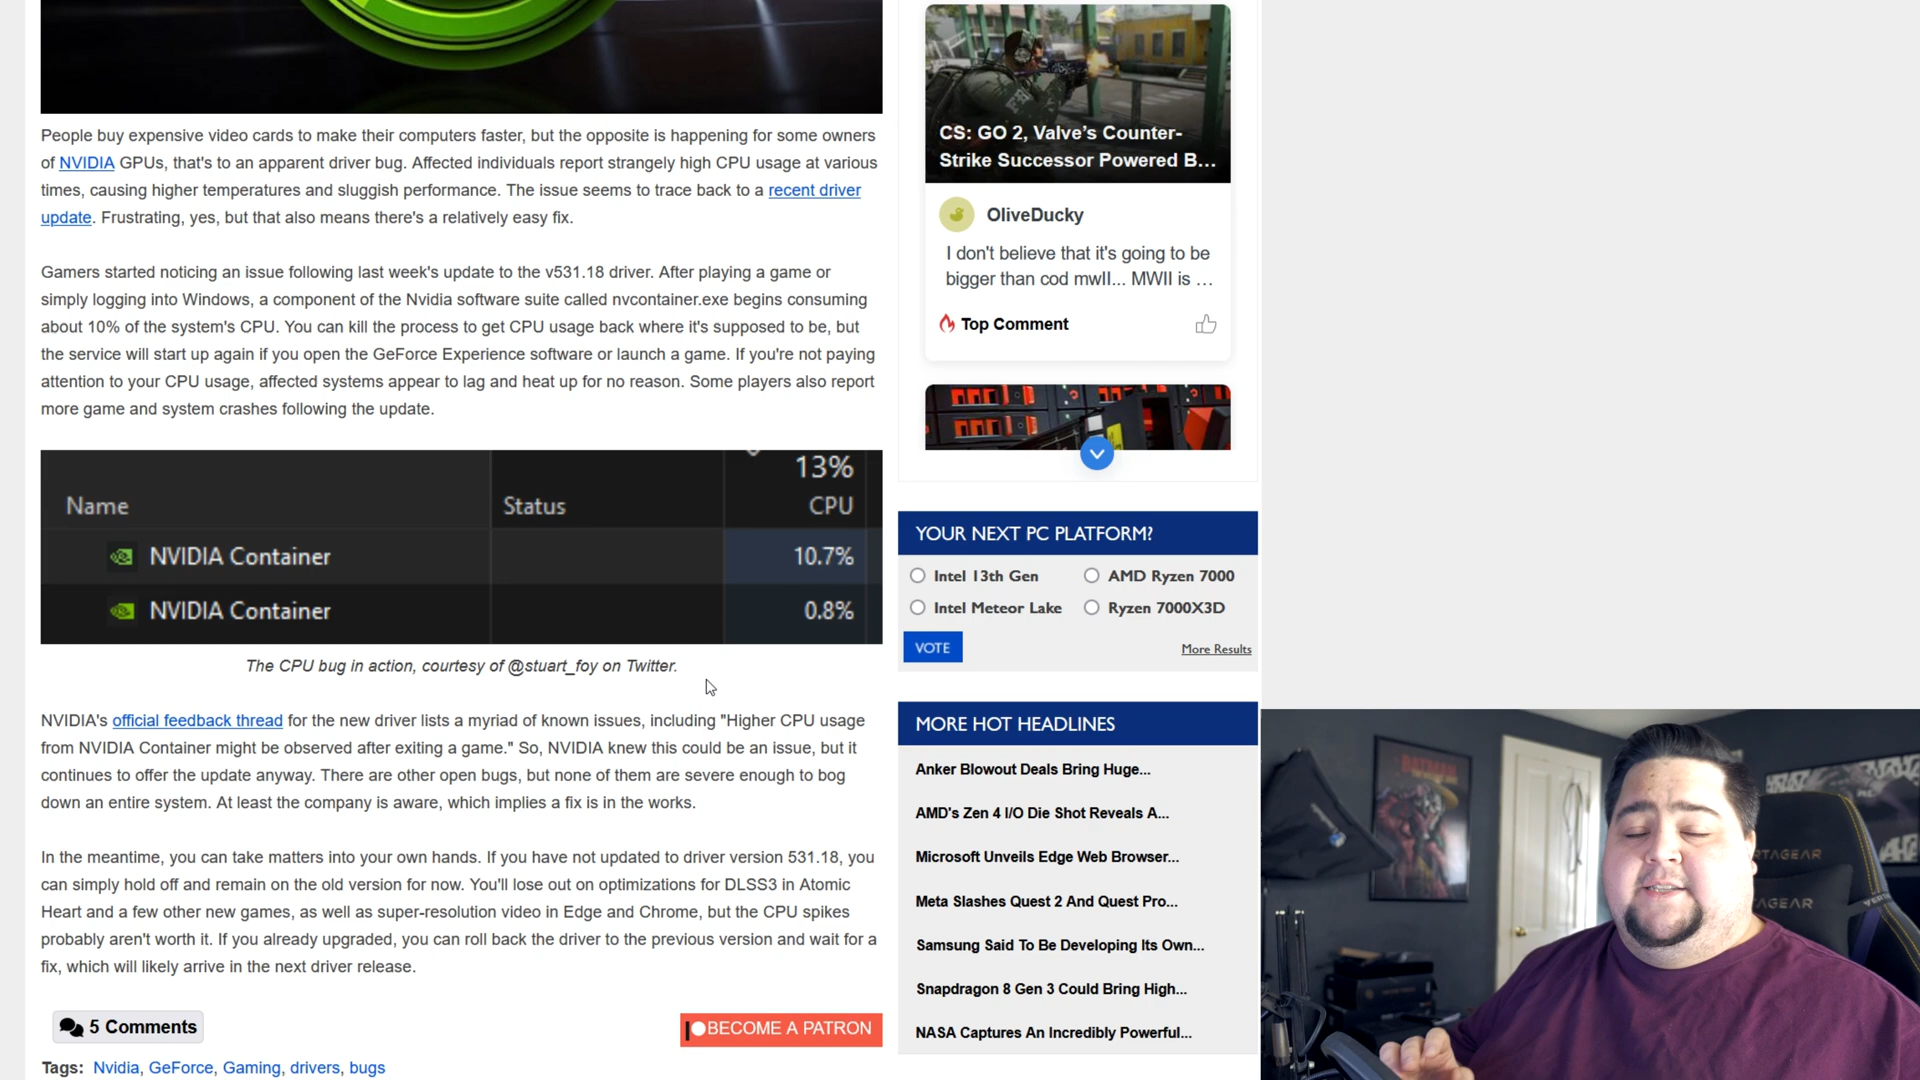 People buy expensive video cards to make their computers faster, but the opposite is happening for some owners
of NVIDIA GPUs, that's to an apparent driver bug. Affected individuals report strangely high CPU usage at various
times, causing higher temperatures and sluggish performance. The issue seems to trace back to a recent driver
update. Frustrating, yes, but that also means there's a relatively easy fix.
Gamers started noticing an issue following last week's update to the v531.18 driver. After playing a game or
simply logging into Windows, a component of the Nvidia software suite called nvcontainer.exe begins consuming
about 10% of the system's CPU. You can kill the process to get CPU usage back where it's supposed to be, but
the service will start up again if you open the GeForce Experience software or launch a game. If you're not paying
attention to your CPU usage, affected systems appear to lag and heat up for no reason. Some players also report
more game and system crashes following the update.
13%
Name Status CPU
NVIDIA Container 10.7%
NVIDIA Container 0.8%
The CPU bug in action, courtesy of @stuart_foy on Twitter.
NVIDIA's official feedback thread for the new driver lists a myriad of known issues, including "Higher CPU usage
from NVIDIA Container might be observed after exiting a game." So, NVIDIA knew this could be an issue, but it
continues to offer the update anyway. There are other open bugs, but none of them are severe enough to bog
down an entire system. At least the company is aware, which implies a fix is in the works.
In the meantime, you can take matters into your own hands. If you have not updated to driver version 531.18, you
can simply hold off and remain on the old version for now. You'll lose out on optimizations for DLSS3 in Atomic
Heart and a few other new games, as well as super-resolution video in Edge and Chrome, but the CPU spikes
probably aren't worth it. If you already upgraded, you can roll back the driver to the previous version and wait for a
fix, which will likely arrive in the next driver release.
5 Comments
BECOME A PATRON
Tags: Nvidia, GeForce, Gaming, drivers, bugs
CS: GO 2, Valve's Counter-
Strike Successor Powered B...
OliveDucky
I don't believe that it's going to be
bigger than cod mwII... MWII is ...
Top Comment
YOUR NEXT PC PLATFORM?
Intel 13th Gen AMD Ryzen 7000
Intel Meteor Lake Ryzen 7000X3D
VOTE More Results
MORE HOT HEADLINES
Anker Blowout Deals Bring Huge...
AMD's Zen 4 I/O Die Shot Reveals A...
Microsoft Unveils Edge Web Browser...
Meta Slashes Quest 2 And Quest Pro...
Samsung Said To Be Developing Its Own...
Snapdragon 8 Gen 3 Could Bring High...
NASA Captures An Incredibly Powerful...